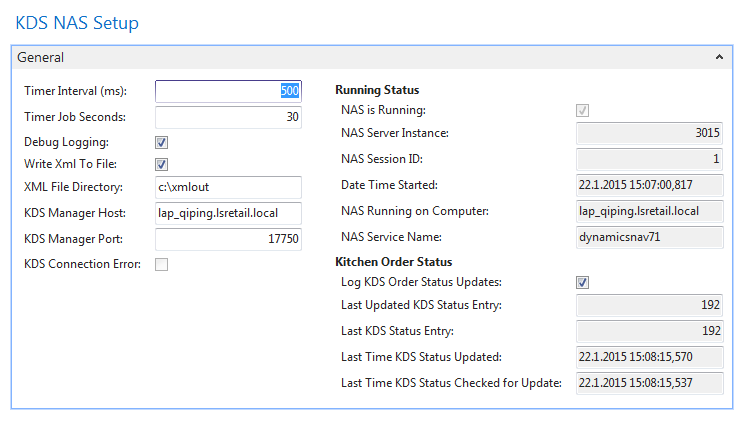 KDS NAS Setup
General
Timer Interval (ms): 500
Timer Job Seconds: 30
Debug Logging:
Write Xml To File:
XML File Directory: c:\xmlout
KDS Manager Host: lap_qiping.lsretail.local
KDS Manager Port: 17750
KDS Connection Error:
Running Status
NAS is Running:
NAS Server Instance: 3015
NAS Session ID: 1
Date Time Started: 22.1.2015 15:07:00,817
NAS Running on Computer: lap_qiping.lsretail.local
NAS Service Name: dynamicsnav71
Kitchen Order Status
Log KDS Order Status Updates:
Last Updated KDS Status Entry: 192
Last KDS Status Entry: 192
Last Time KDS Status Updated: 22.1.2015 15:08:15,570
Last Time KDS Status Checked for Update: 22.1.2015 15:08:15,537